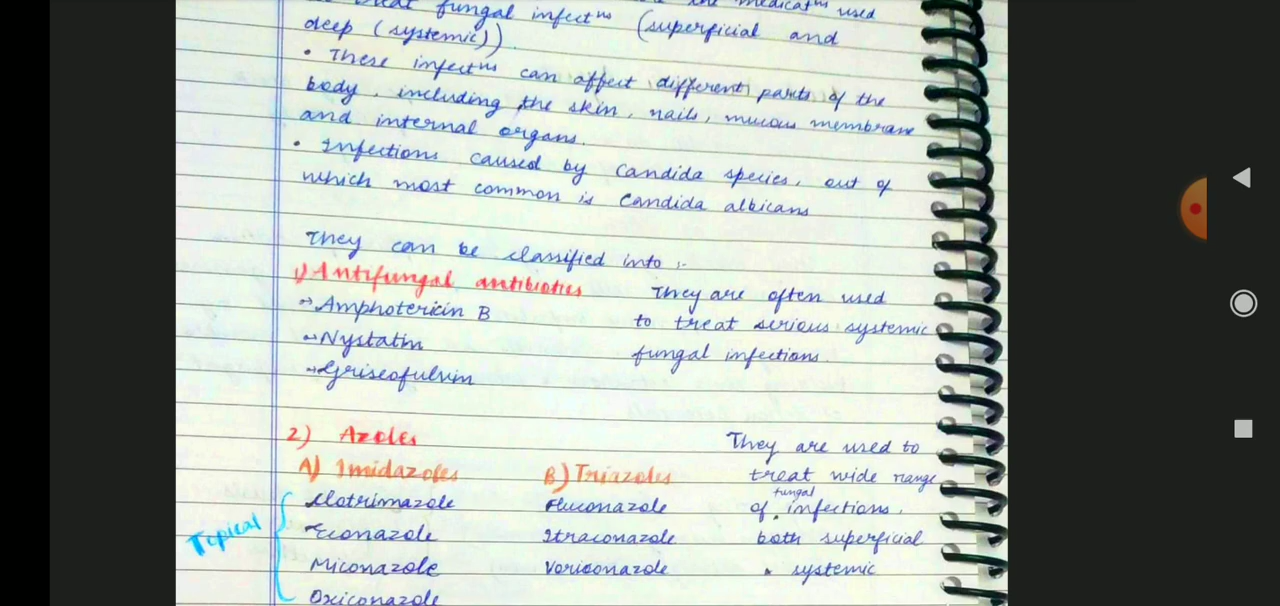 fungal infectns (superficial and
deep (systemic)).
• These infectns can affect different parts of the
body, including the skin, nails, mucous membrane
and internal organs.
• Infections caused by Candida species, out of
which most common is Candida albicans
They can be classified into :-
1) Antifungal antibiotics
→ Amphotericin B
→ Nystatin
→ Griseofulvin
They are often used
to treat serious systemic
fungal infections.
2) Azoles
A) Imidazoles
Typical
Clotrimazole
Econazole
Miconazole
Oxiconazole
B) Triazoles
Fluconazole
Itraconazole
Voriconazole
They are used to
treat wide range
of fungal infections.
both superficial
• systemic